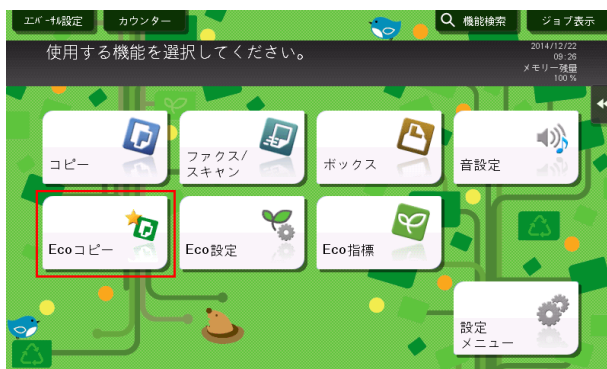 ｴﾊﾞｰｻﾙ設定 カウンター 機能検索 ジョブ表示
使用する機能を選択してください。
2014/12/22
09:26
メモリー残量
100 %
コピー
ファクス/
スキャン
ボックス
音設定
Ecoコピー
Eco設定
Eco指標
設定
メニュー